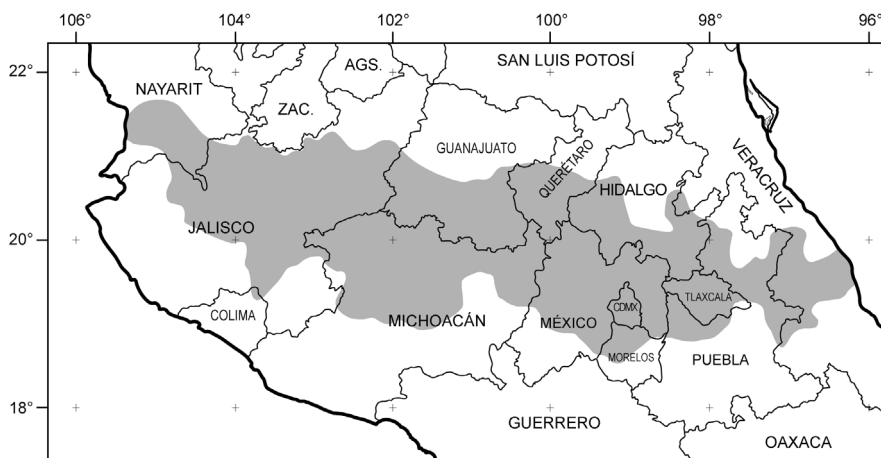 106°
104°
102°
100°
98°
96°
22°
20°
18°
NAYARIT
ZAC.
AGS.
SAN LUIS POTOSÍ
GUANAJUATO
QUERÉTARO
HIDALGO
VERACRUZ
JALISCO
COLIMA
MICHOACÁN
MÉXICO
CDMX
TLAXCALA
MORELOS
PUEBLA
GUERRERO
OAXACA